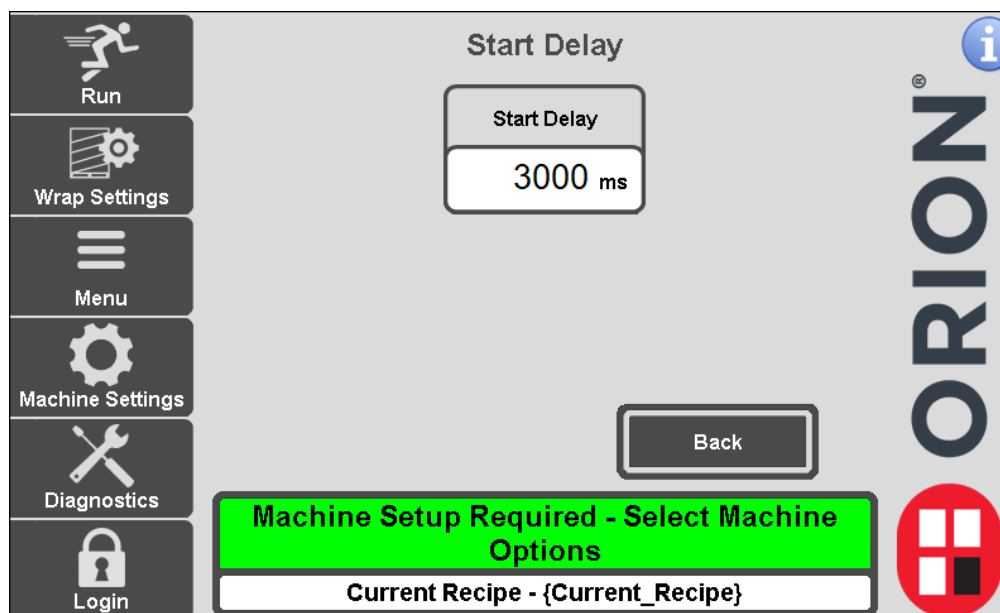 Run
Wrap Settings
Menu
Machine Settings
Diagnostics
Login
Start Delay
Start Delay
3000 ms
Back
Machine Setup Required - Select Machine
Options
Current Recipe - {Current_Recipe}
i
ORION®